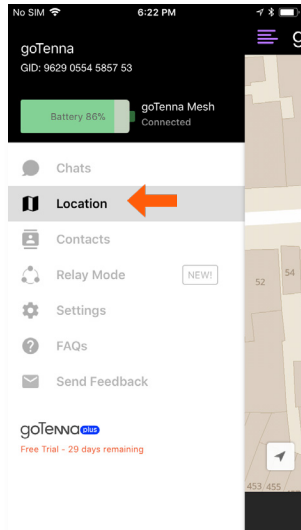 No SIM 6:22 PM
goTenna
GID: 9629 0554 5857 53
g
Battery 86%
goTenna Mesh
Connected
Chats
Location
Contacts
Relay Mode NEW!
Settings
FAQs
Send Feedback
goTenna plus
Free Trial - 29 days remaining
52
54
453 455